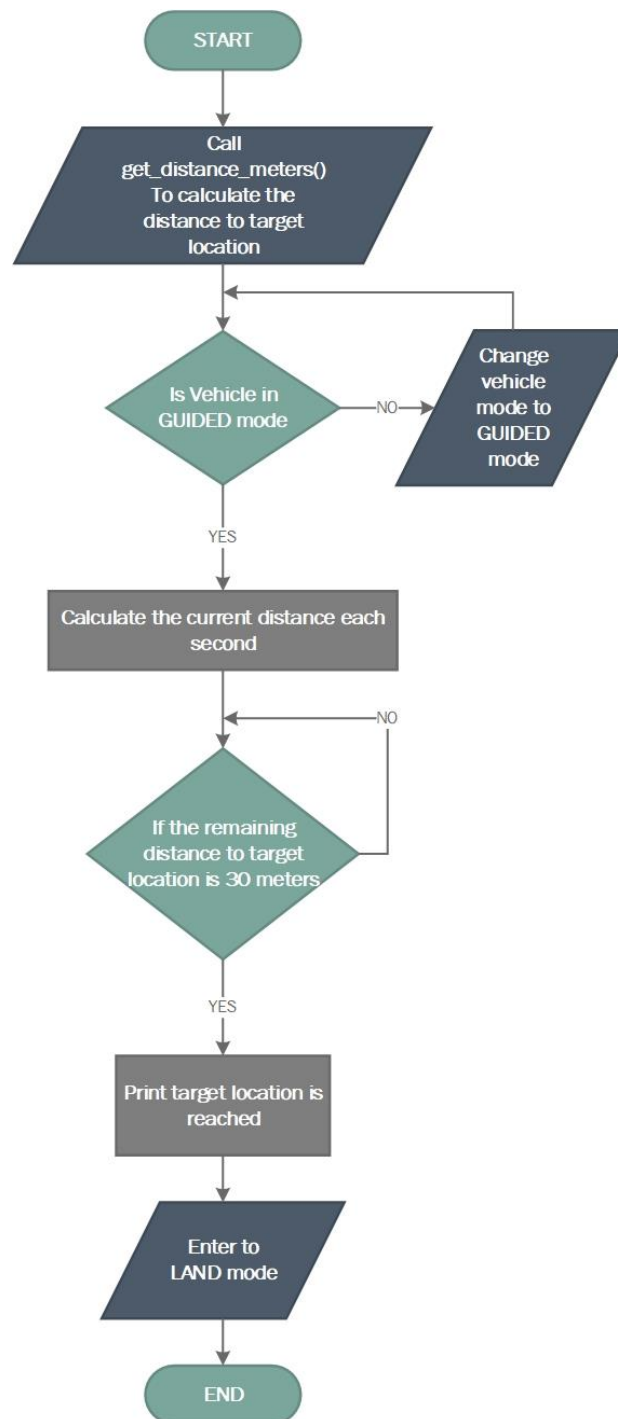 START
Call
get_distance_meters()
To calculate the
distance to target
location
Is Vehicle in
GUIDED mode
NO
Change
vehicle
mode to
GUIDED
mode
YES
Calculate the current distance each
second
NO
If the remaining
distance to target
location is 30 meters
YES
Print target location is
reached
Enter to
LAND mode
END